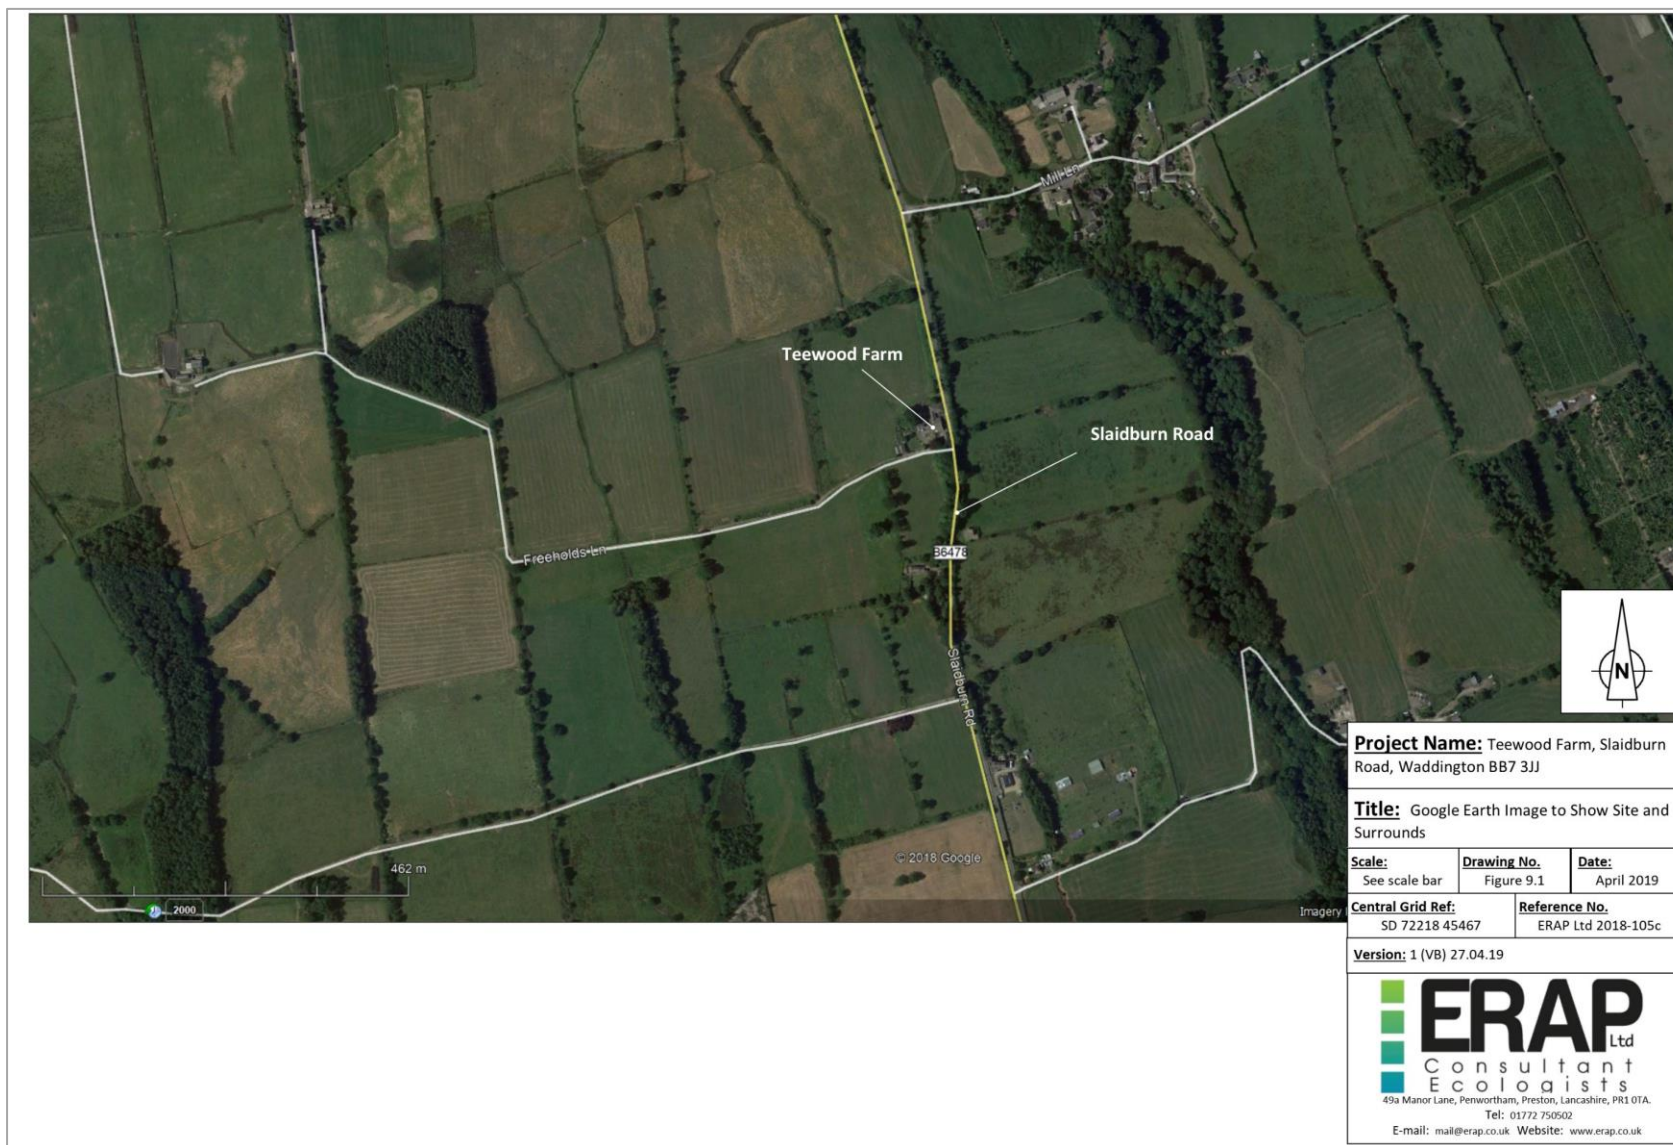 Mill Ln
Teewood Farm
Slaidburn Road
Freeholds Ln
B6478
Slaidburn Rd
© 2018 Google
462 m
2000
Imagery
N
Project Name: Teewood Farm, Slaidburn
Road, Waddington BB7 3JJ
Title: Google Earth Image to Show Site and
Surrounds
Scale:
See scale bar
Drawing No.
Figure 9.1
Date:
April 2019
Central Grid Ref:
SD 72218 45467
Reference No.
ERAP Ltd 2018-105c
Version: 1 (VB) 27.04.19
ERAP
Ltd
Consultant
Ecologists
49a Manor Lane, Penwortham, Preston, Lancashire, PR1 0TA.
Tel: 01772 750502
E-mail: mail@erap.co.uk Website: www.erap.co.uk